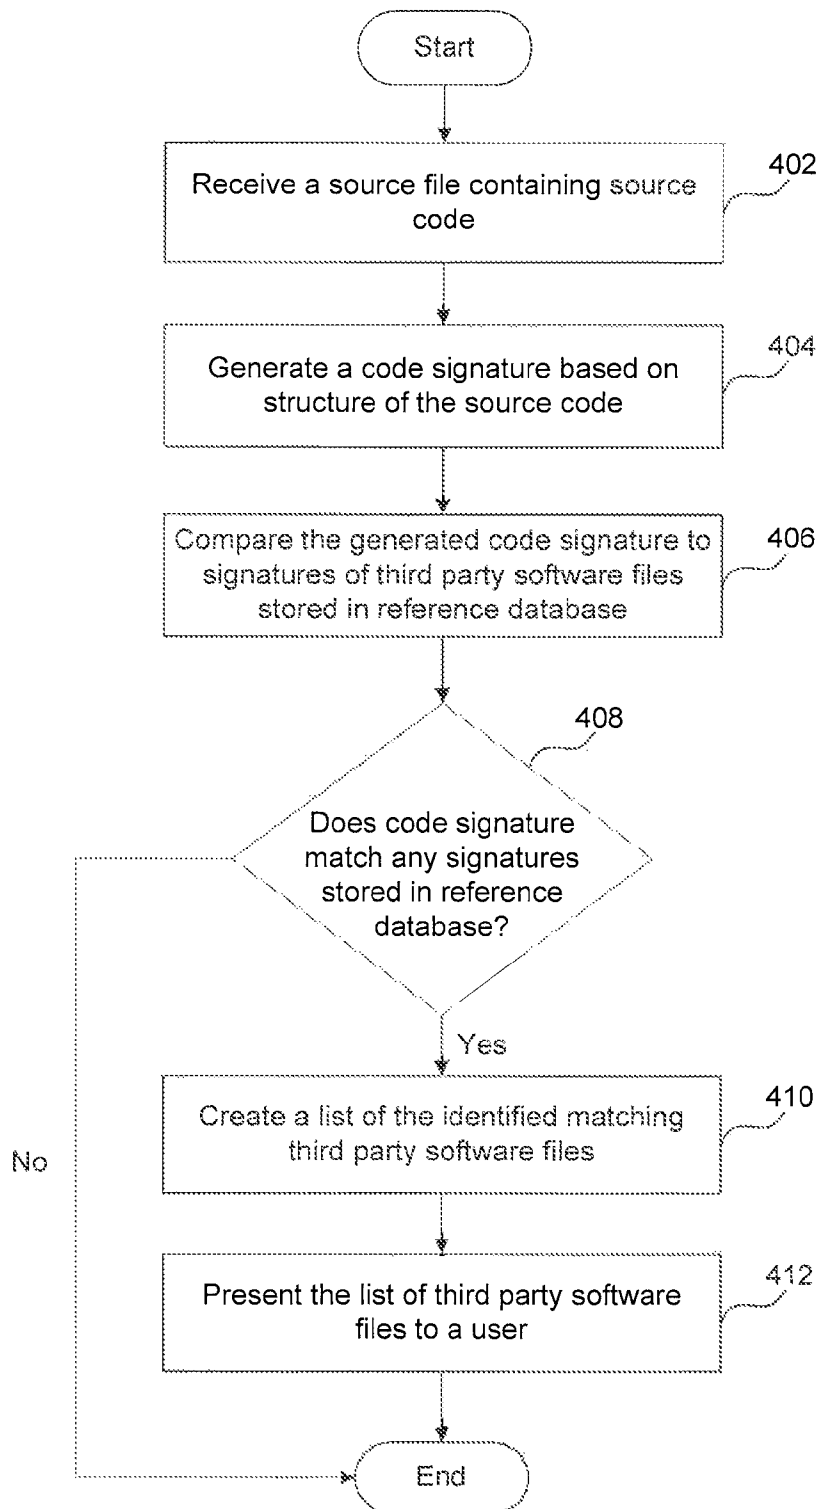 Start
402
Receive a source file containing source
code
404
Generate a code signature based on
structure of the source code
406
Compare the generated code signature to
signatures of third party software files
stored in reference database
408
Does code signature
match any signatures
stored in reference
database?
Yes
410
Create a list of the identified matching
third party software files
No
412
Present the list of third party software
files to a user
End